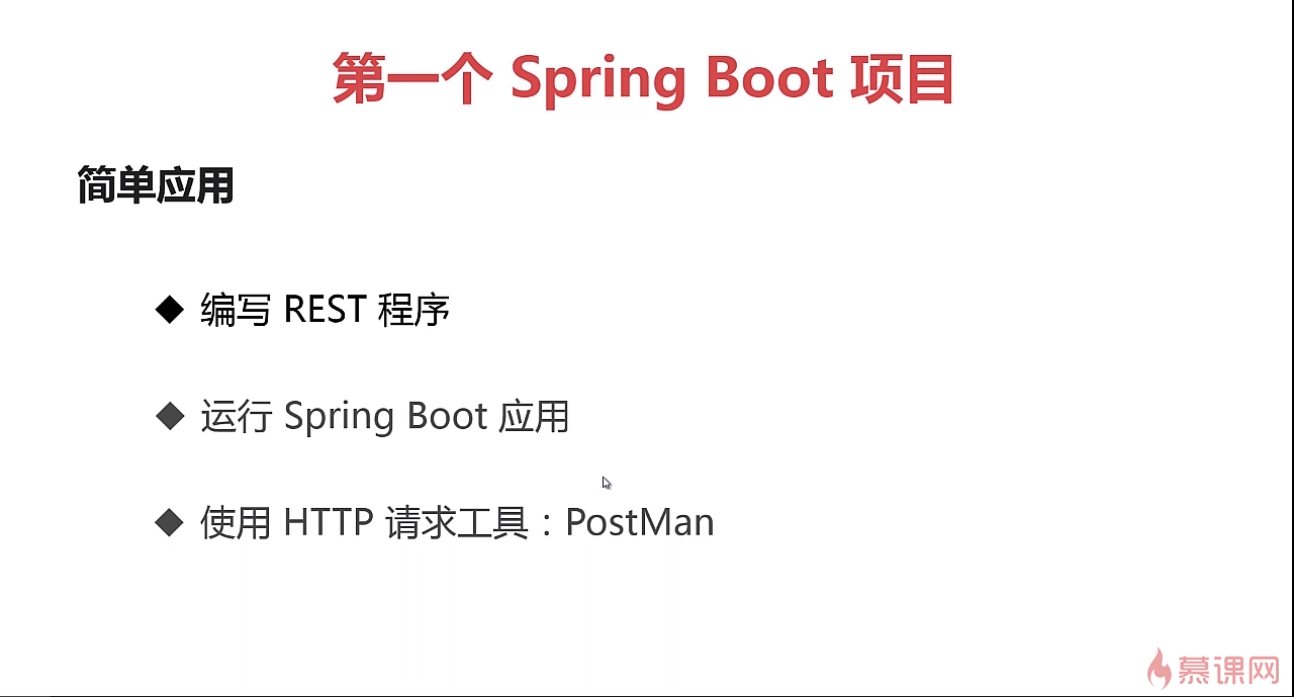 第一个 Spring Boot 项目
简单应用
编写 REST 程序
运行 Spring Boot 应用
使用 HTTP 请求工具：PostMan
慕课网